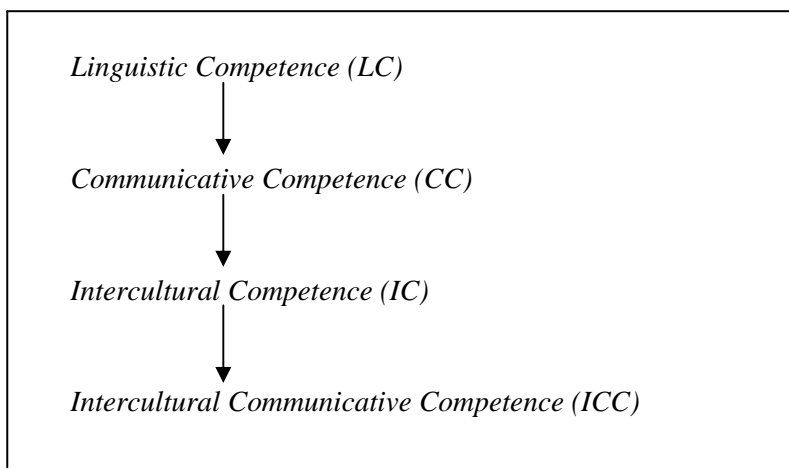 Linguistic Competence (LC)
Communicative Competence (CC)
Intercultural Competence (IC)
Intercultural Communicative Competence (ICC)